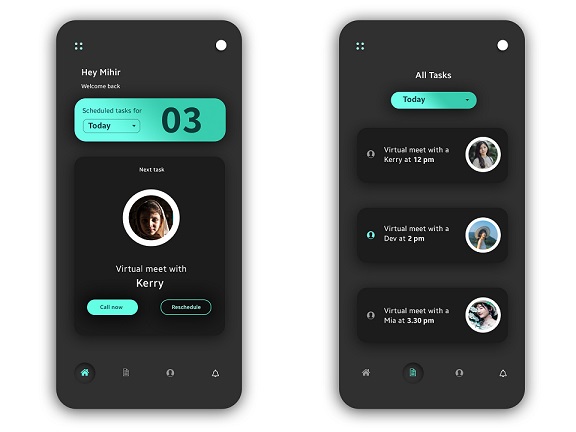 Hey Mihir
Welcome back
Scheduled tasks for
Today
03
Next task
Virtual meet with
Kerry
Call now
Reschedule
All Tasks
Today
Virtual meet with a
Kerry at 12 pm
Virtual meet with a
Dev at 2 pm
Virtual meet with a
Mia at 3.30 pm